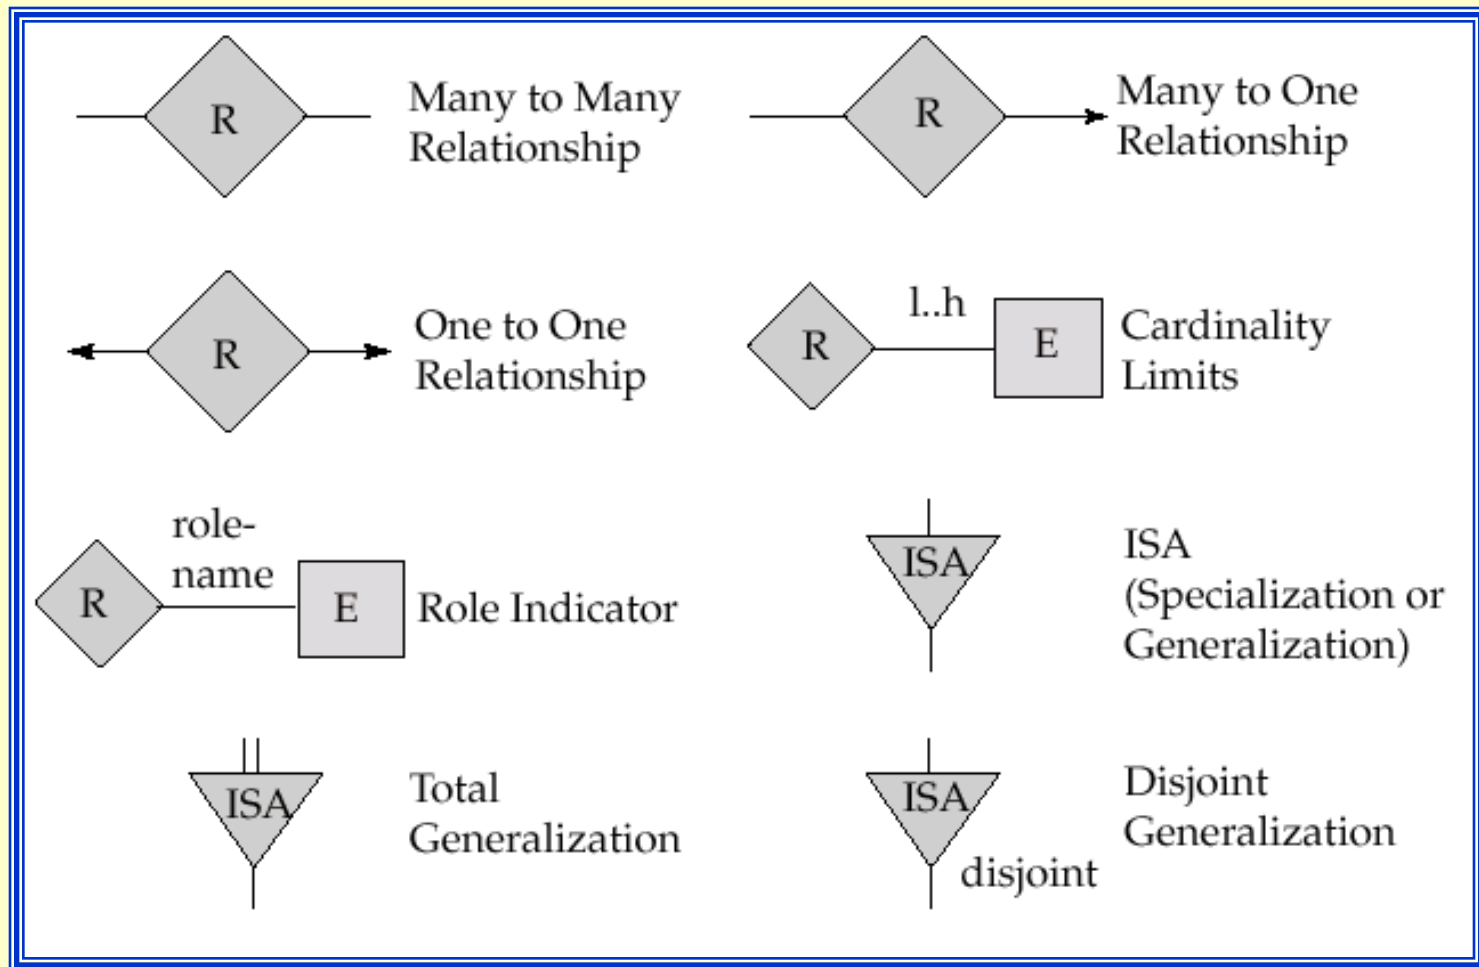 R
Many to Many
Relationship
R
Many to One
Relationship
R
One to One
Relationship
R
l..h
E
Cardinality
Limits
R
role-
name
E
Role Indicator
ISA
ISA
(Specialization or
Generalization)
ISA
Total
Generalization
ISA
disjoint
Disjoint
Generalization